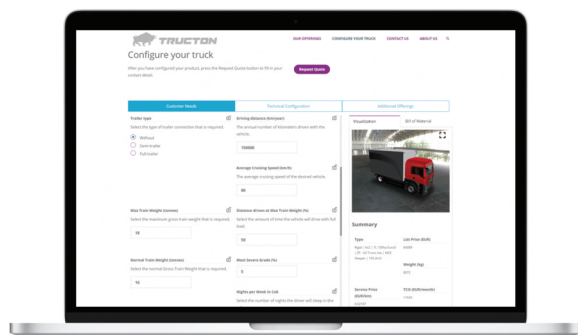 TRUCTON
OUR OFFERINGS CONFIGURE YOUR TRUCK CONTACT US ABOUT US
Configure your truck
After you have configured your product, press the Request Quote button to fill in your
contact detail.
Request Quote
Customer Needs
Technical Configuration
Additional Offerings
Trailer type
Select the type of trailer connection that is required.
Without
Semi-trailer
Full-trailer
Max Train Weight (tonnes)
Select the maximum gross train weight that is required.
18
Normal Train Weight (tonnes)
Select the normal Gross Train Weight that is required.
Driving Distance (km/year)
The annual number of kilometers driven with the
vehicle.
150000
Average Cruising Speed (km/h)
The average cruising speed of the desired vehicle.
Distance driven at Max Train Weight (%)
Select the amount of time the vehicle will drive with full
load.
50
Most Severe Grade (%)
Nights per Week in Cab
Select the number of nights the driver will sleep in the
Visualization
Bill of Material
Summary
Type
List Price (EUR)
Weight (kg)
Service Price
(EUR/km)
TCO (EUR/month)